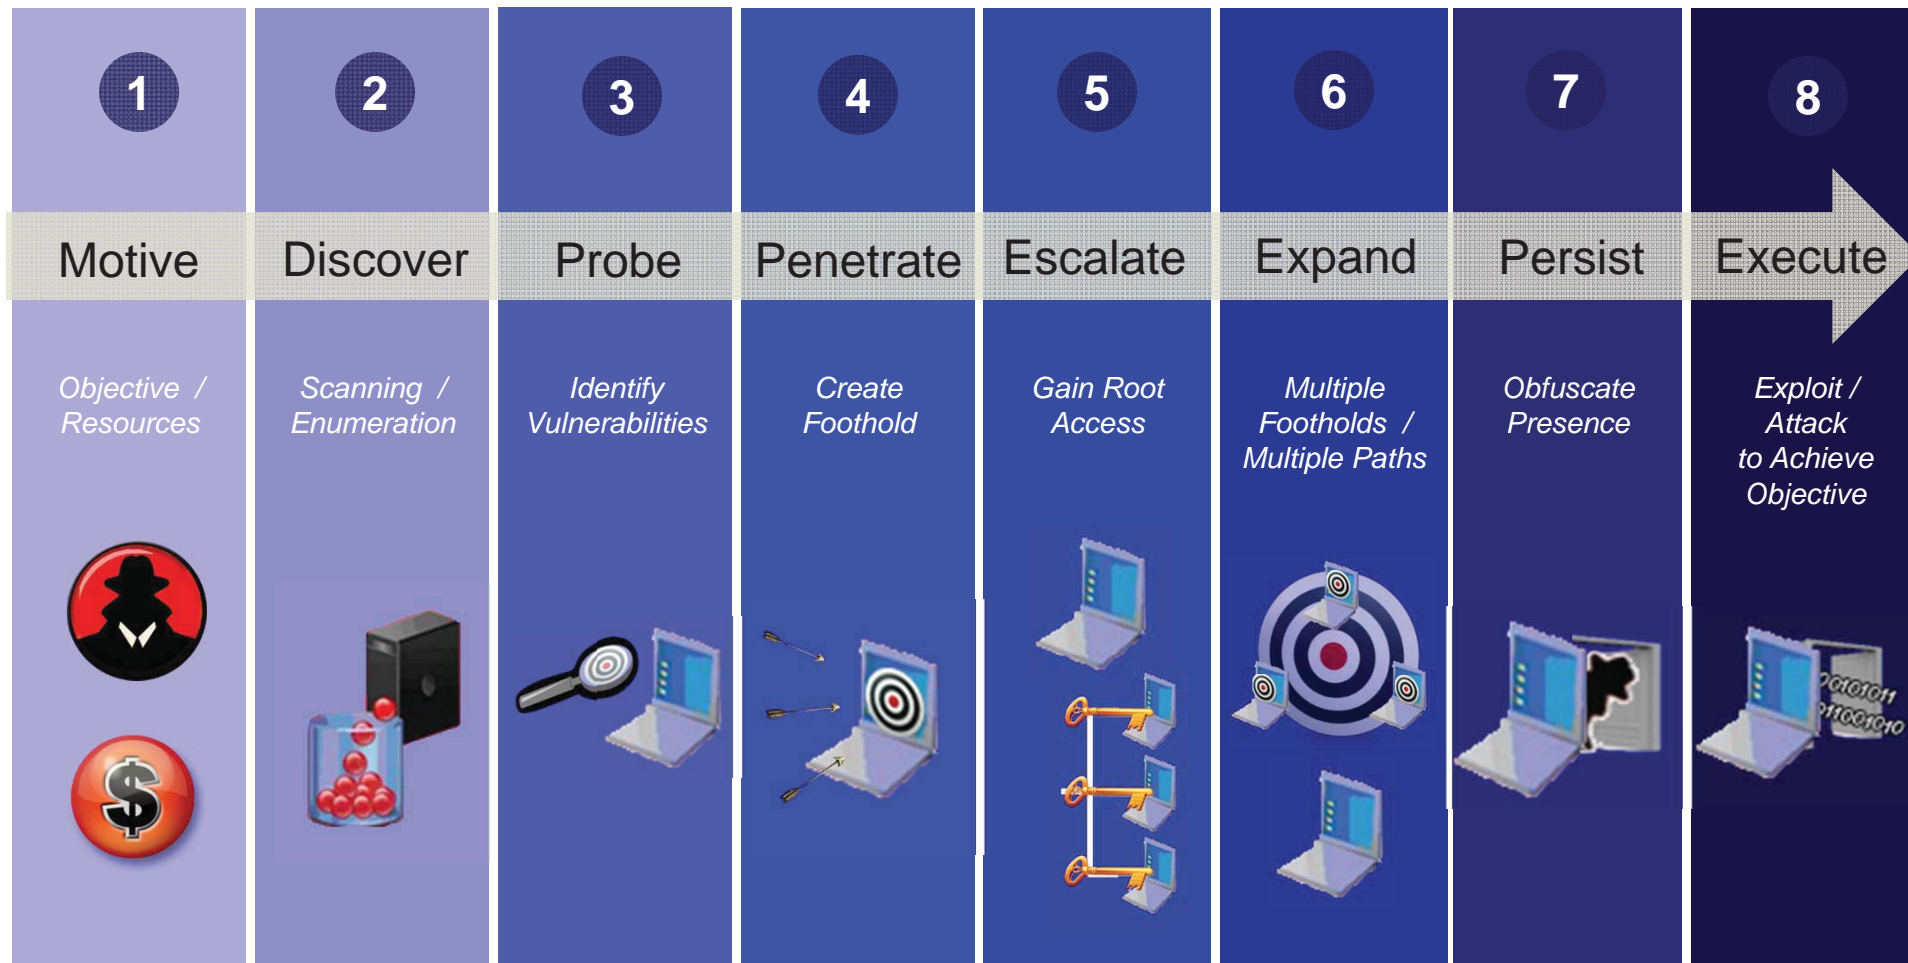 1
2
3
4
5
6
7
8
Motive
Discover
Probe
Penetrate
Escalate
Expand
Persist
Execute
Objective /
Resources
Scanning /
Enumeration
Identify
Vulnerabilities
Create
Foothold
Gain Root
Access
Multiple
Footholds /
Multiple Paths
Obfuscate
Presence
Exploit /
Attack
to Achieve
Objective
$
00101011
011001010